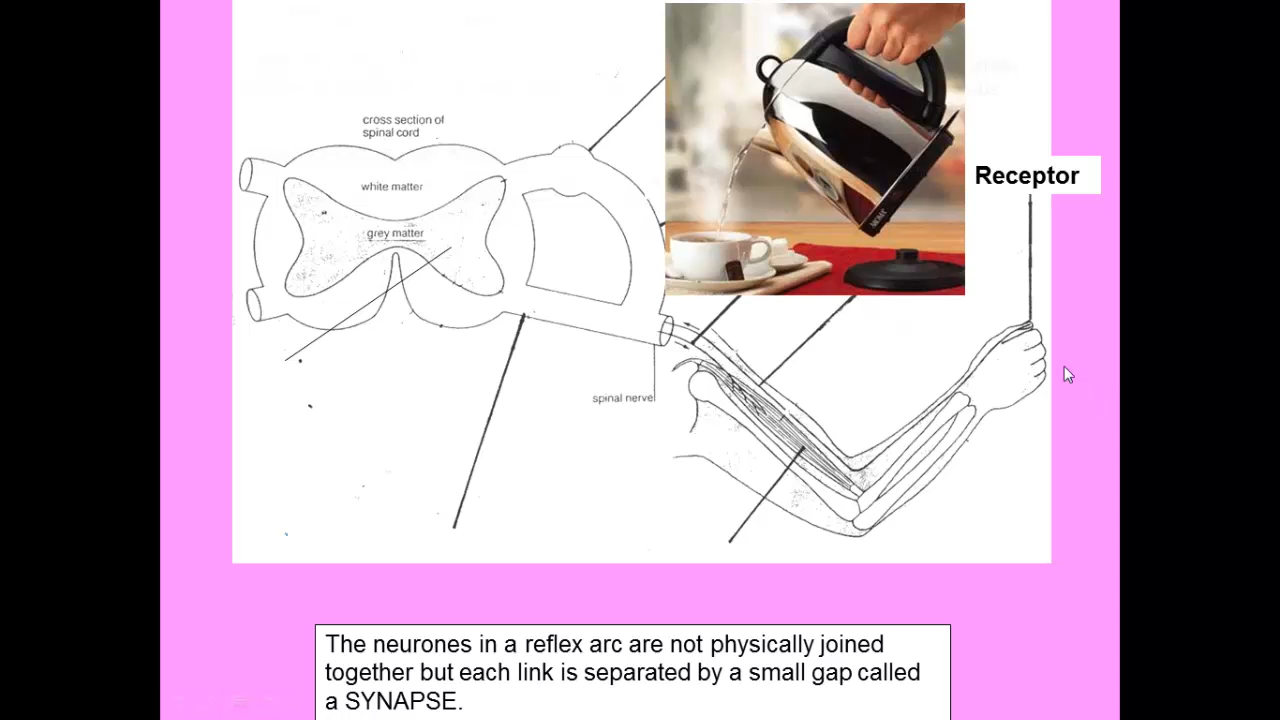 cross section of
spinal cord
white matter
grey matter
Receptor
spinal nerve
The neurones in a reflex arc are not physically joined
together but each link is separated by a small gap called
a SYNAPSE.